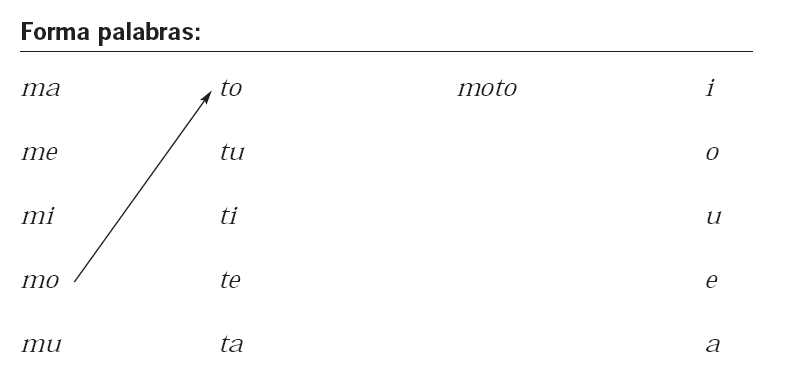 Forma palabras:
ma to moto i
me tu o
mi ti u
mo te e
mu ta a